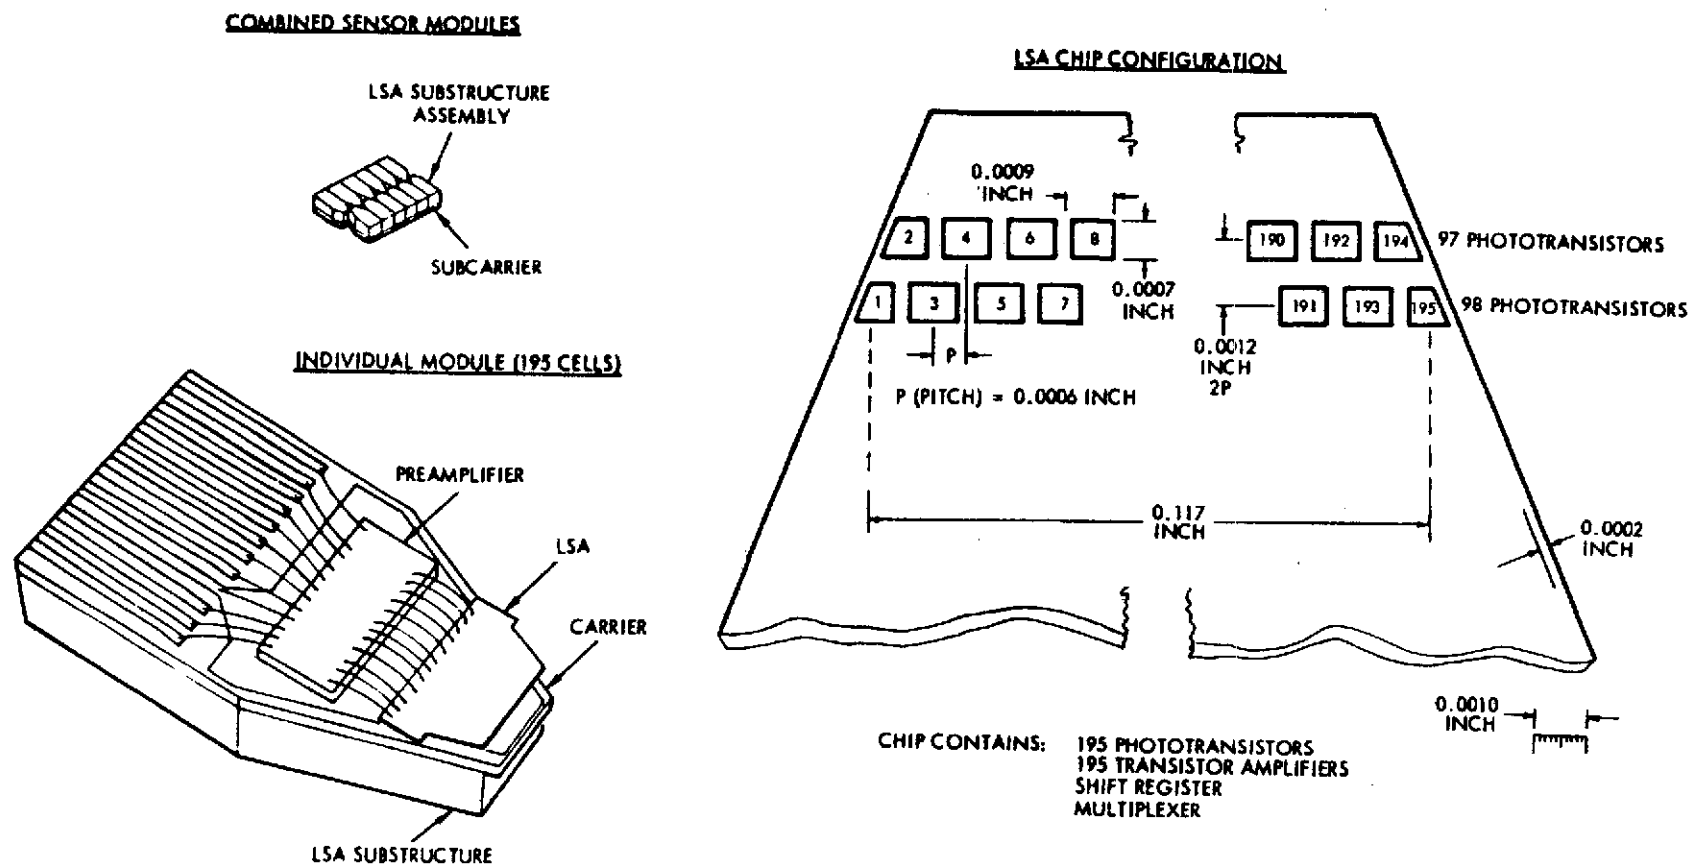 COMBINED SENSOR MODULES
LSA SUBSTRUCTURE
ASSEMBLY
SUBCARRIER
INDIVIDUAL MODULE (195 CELLS)
PREAMPLIFIER
LSA
CARRIER
LSA SUBSTRUCTURE
LSA CHIP CONFIGURATION
0.0009
INCH
2 4 6 8
190 192 194
97 PHOTOTRANSISTORS
0.0007
INCH
1 3 5 7
191 193 195
98 PHOTOTRANSISTORS
P
0.0012
INCH
2P
P (PITCH) = 0.0006 INCH
0.117
INCH
0.0002
INCH
0.0010
INCH
CHIP CONTAINS: 195 PHOTOTRANSISTORS
195 TRANSISTOR AMPLIFIERS
SHIFT REGISTER
MULTIPLEXER